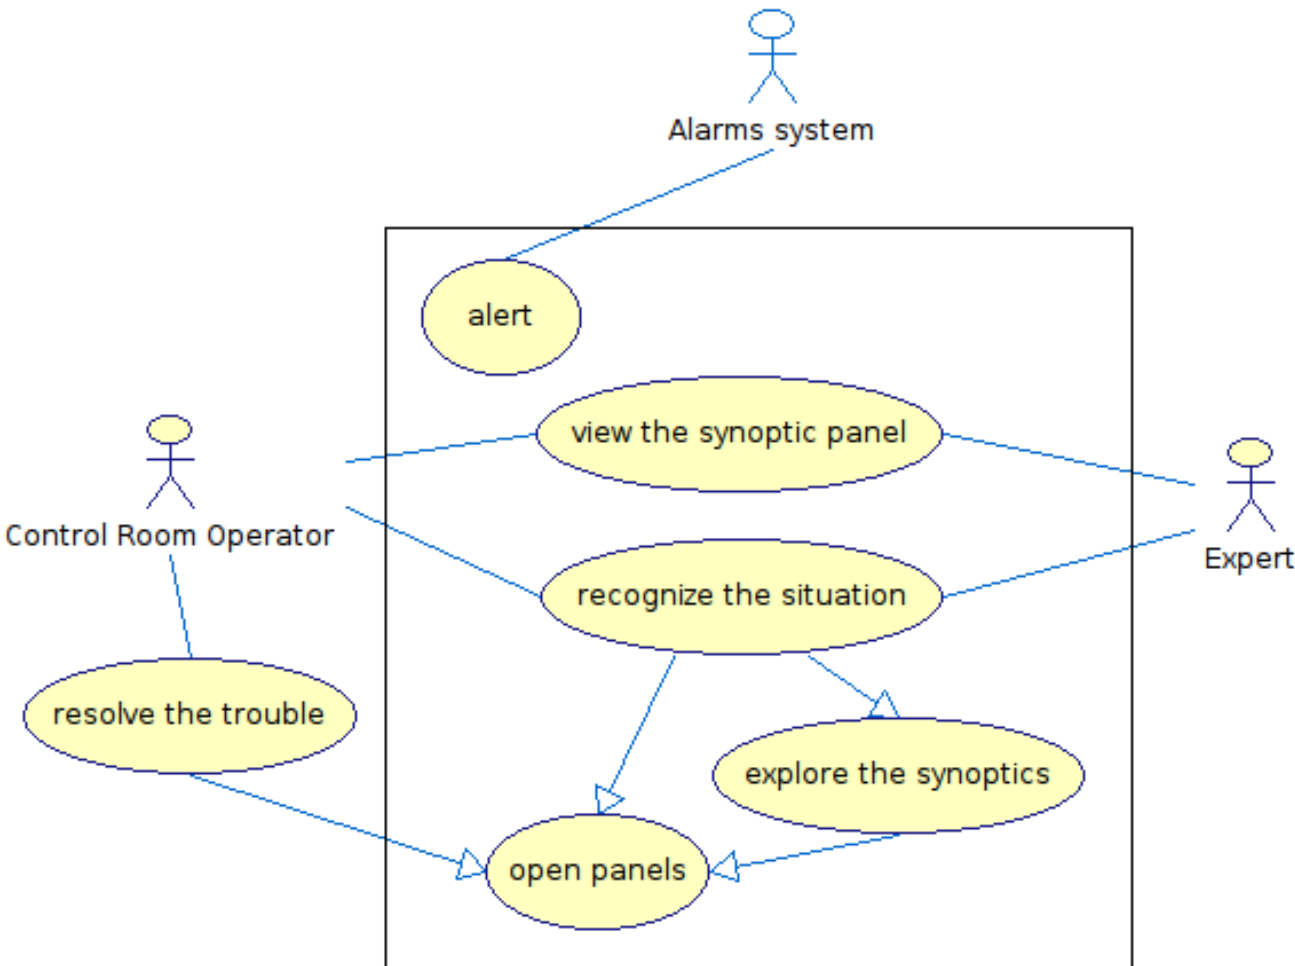 Alarms system
alert
view the synoptic panel
Control Room Operator
Expert
recognize the situation
resolve the trouble
explore the synoptics
open panels